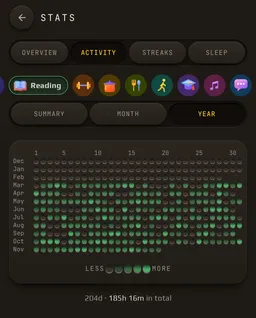 STATS
OVERVIEW ACTIVITY STREAKS SLEEP
Reading
SUMMARY MONTH YEAR
1 5 10 15 20 25 30
Dec
Jan
Feb
Mar
Apr
May
Jun
Jul
Aug
Sep
Oct
Nov
LESS MORE
204d · 185h 16m in total